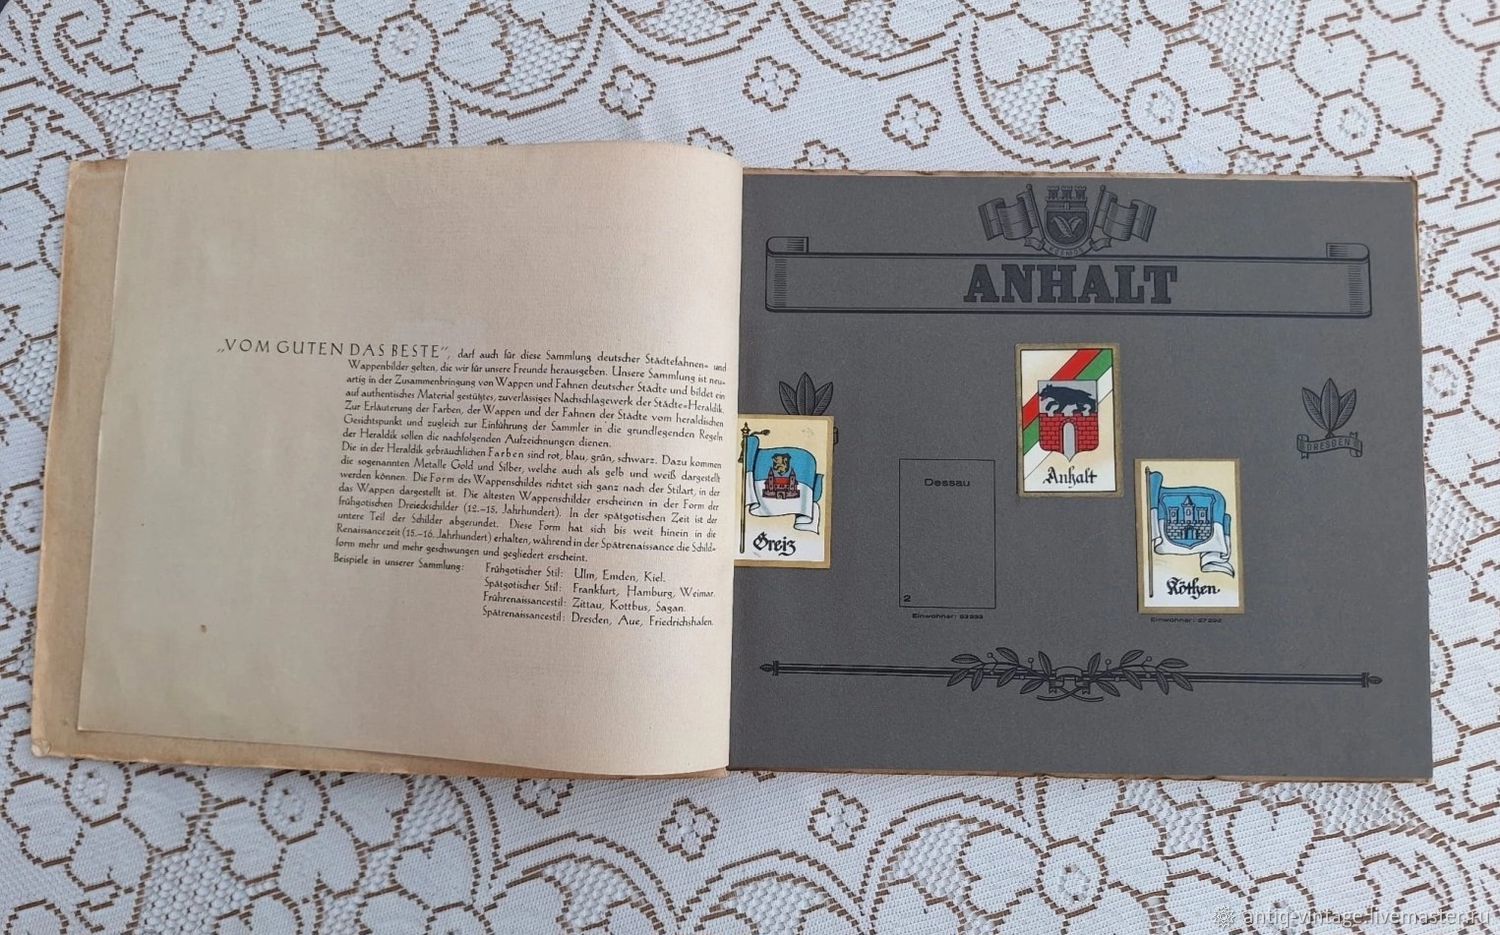 „VOM GUTEN DAS BESTE", darf auch für diese Sammlung deutscher Städtefahnen= und
Wappenbilder gelten, die wir für unsere Freunde herausgeben. Unsere Sammlung ist neu=
artig in der Zusammenbringung von Wappen und Fahnen deutscher Städte und bildet ein
auf authentisches Material gestütztes, zuverlässiges Nachschlagewerk der Städte=Heraldik.
Zur Erläuterung der Farben, der Wappen und der Fahnen der Städte vom heraldischen
Gesichtspunkt und zugleich zur Einführung der Sammler in die grundlegenden Regeln
der Heraldik sollen die nachfolgenden Aufzeichnungen dienen.
Die in der Heraldik gebräuchlichen Farben sind rot, blau, grün, schwarz. Dazu kommen
die sogenannten Metalle Gold und Silber, welche auch als gelb und weiß dargestellt
werden können. Die Form des Wappenschildes richtet sich ganz nach der Stilart, in der
das Wappen dargestellt ist. Die ältesten Wappenschilder erscheinen in der Form der
frühgotischen Dreieckschilder (12.–13. Jahrhundert). In der spätgotischen Zeit ist der
untere Teil der Schilder abgerundet. Diese Form hat sich bis weit hinein in die
Renaissancezeit (15.–16. Jahrhundert) erhalten, während in der Spätrenaissance die Schild=
form mehr und mehr geschwungen und gegliedert erscheint.
Beispiele in unserer Sammlung: Frühgotischer Stil: Ulm, Emden, Kiel.
Spätgotischer Stil: Frankfurt, Hamburg, Weimar.
Frührenaissancestil: Zittau, Kottbus, Sagan.
Spätrenaissancestil: Dresden, Aue, Friedrichshafen.
KOSMOS
ANHALT
Greiz
Dessau
2
Einwohner:
Anhalt
Köthen
Einwohner:
DRESDEN
antiq-vintage.livemaster.ru